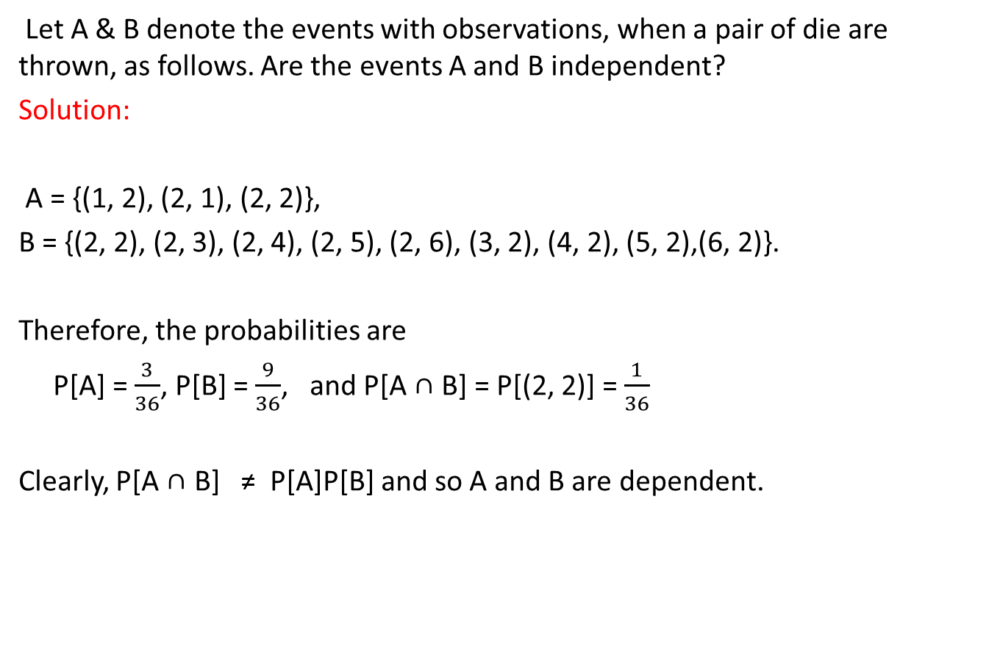 Let A & B denote the events with observations, when a pair of die are
thrown, as follows. Are the events A and B independent?
Solution:
A = {(1, 2), (2, 1), (2, 2)},
B = {(2, 2), (2, 3), (2, 4), (2, 5), (2, 6), (3, 2), (4, 2), (5, 2),(6, 2)}.
Therefore, the probabilities are
P[A] = 3/36, P[B] = 9/36, and P[A ∩ B] = P[(2, 2)] = 1/36
Clearly, P[A ∩ B] ≠ P[A]P[B] and so A and B are dependent.